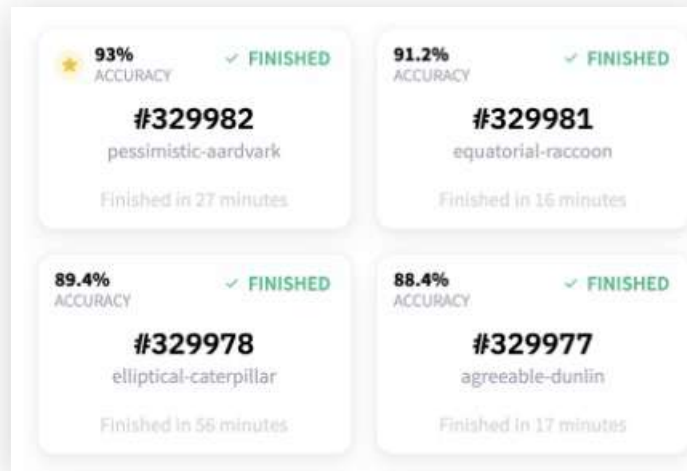 93%
ACCURACY
✓ FINISHED
#329982
pessimistic-aardvark
Finished in 27 minutes
91.2%
ACCURACY
✓ FINISHED
#329981
equatorial-raccoon
Finished in 16 minutes
89.4%
ACCURACY
✓ FINISHED
#329978
elliptical-caterpillar
Finished in 56 minutes
88.4%
ACCURACY
✓ FINISHED
#329977
agreeable-dunlin
Finished in 17 minutes